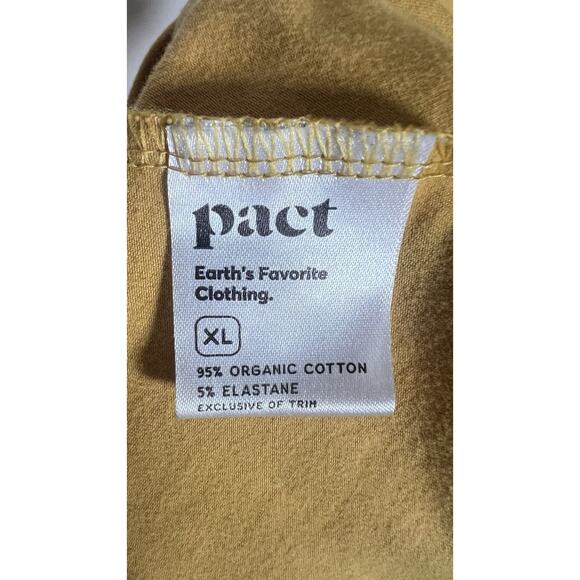 pact
Earth's Favorite
Clothing.
XL
95% ORGANIC COTTON
5% ELASTANE
EXCLUSIVE OF TRIM